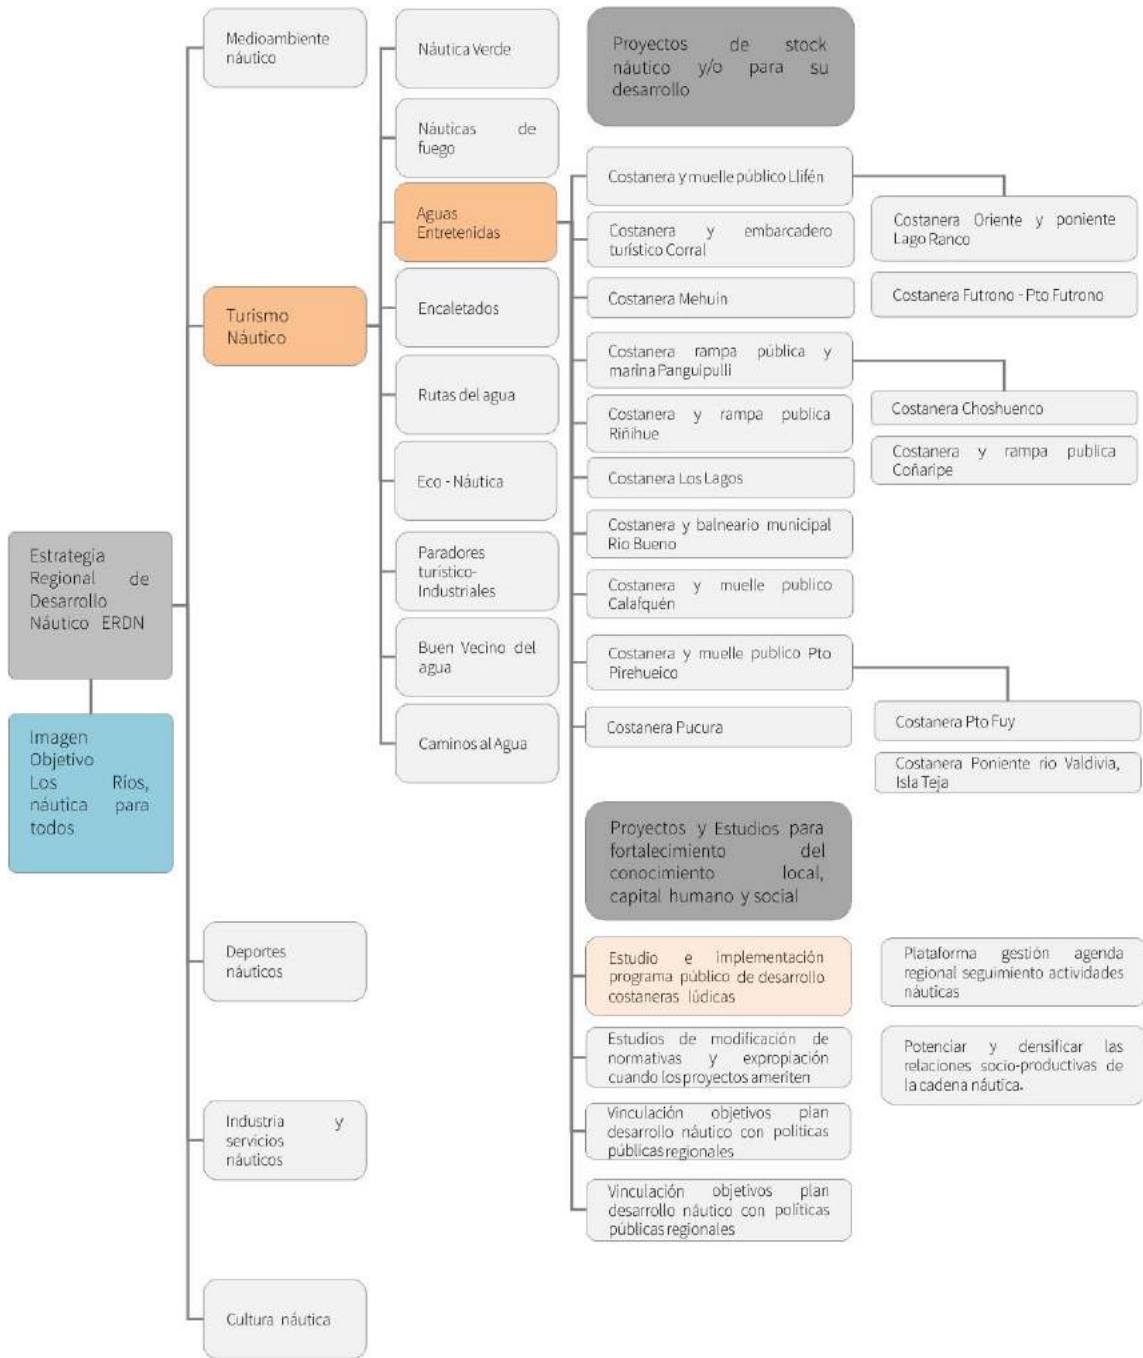 Medioambiente
náutico
Náutica Verde
Proyectos de stock
náutico y/o para su
desarrollo
Náuticas de
fuego
Costanera y muelle público Llifén
Aguas
Entretenidas
Costanera Oriente y poniente
Lago Ranco
Costanera y embarcadero
turístico Corral
Encaletados
Costanera Mehuin
Costanera Futrono - Pto Futrono
Turismo
Náutico
Costanera rampa pública y
marina Panguipulli
Rutas del agua
Costanera Choshuenco
Costanera y rampa publica
Riñihue
Costanera y rampa publica
Coñaripe
Eco - Náutica
Costanera Los Lagos
Costanera y balneario municipal
Rio Bueno
Estrategia
Regional de
Desarrollo
Náutico ERDN
Paradores
turístico-
Industriales
Costanera y muelle publico
Calafquén
Buen Vecino del
agua
Costanera y muelle publico Pto
Pirehueico
Imagen
Objetivo
Los Ríos,
náutica para
todos
Caminos al Agua
Costanera Pucura
Costanera Pto Fuy
Costanera Poniente rio Valdivia,
Isla Teja
Proyectos y Estudios para
fortalecimiento del
conocimiento local,
capital humano y social
Deportes
náuticos
Estudio e implementación
programa público de desarrollo
costaneras lúdicas
Plataforma gestión agenda
regional seguimiento actividades
náuticas
Estudios de modificación de
normativas y expropiación
cuando los proyectos ameriten
Potenciar y densificar las
relaciones socio-productivas de
la cadena náutica.
Industria y
servicios
náuticos
Vinculación objetivos plan
desarrollo náutico con políticas
públicas regionales
Vinculación objetivos plan
desarrollo náutico con políticas
públicas regionales
Cultura náutica